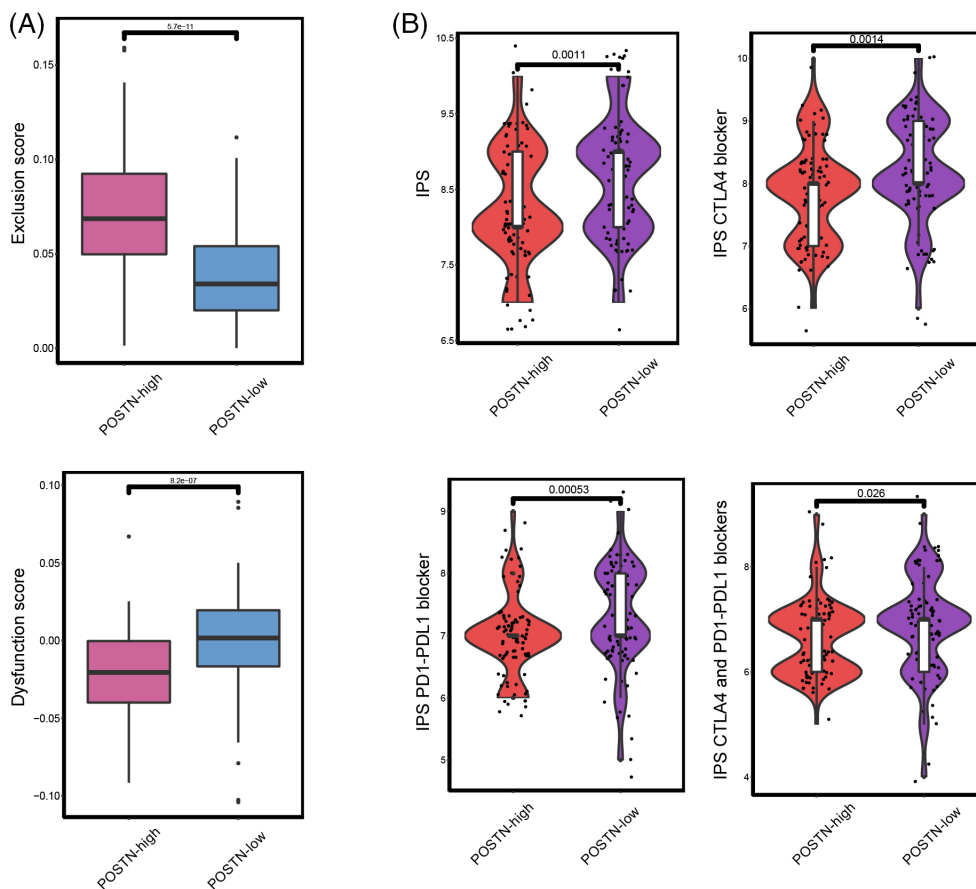 (A)
5.7e-11
0.15
0.10
0.05
0.00
Exclusion score
POSTN-high
POSTN-low
8.2e-07
0.10
0.05
0.00
−0.05
−0.10
Dysfunction score
POSTN-high
POSTN-low
(B)
0.0011
10.5
9.5
8.5
7.5
6.5
IPS
POSTN-high
POSTN-low
0.0014
10
9
8
7
6
IPS CTLA4 blocker
POSTN-high
POSTN-low
0.00053
9
8
7
6
5
IPS PD1-PDL1 blocker
POSTN-high
POSTN-low
0.026
8
6
4
IPS CTLA4 and PD1-PDL1 blockers
POSTN-high
POSTN-low